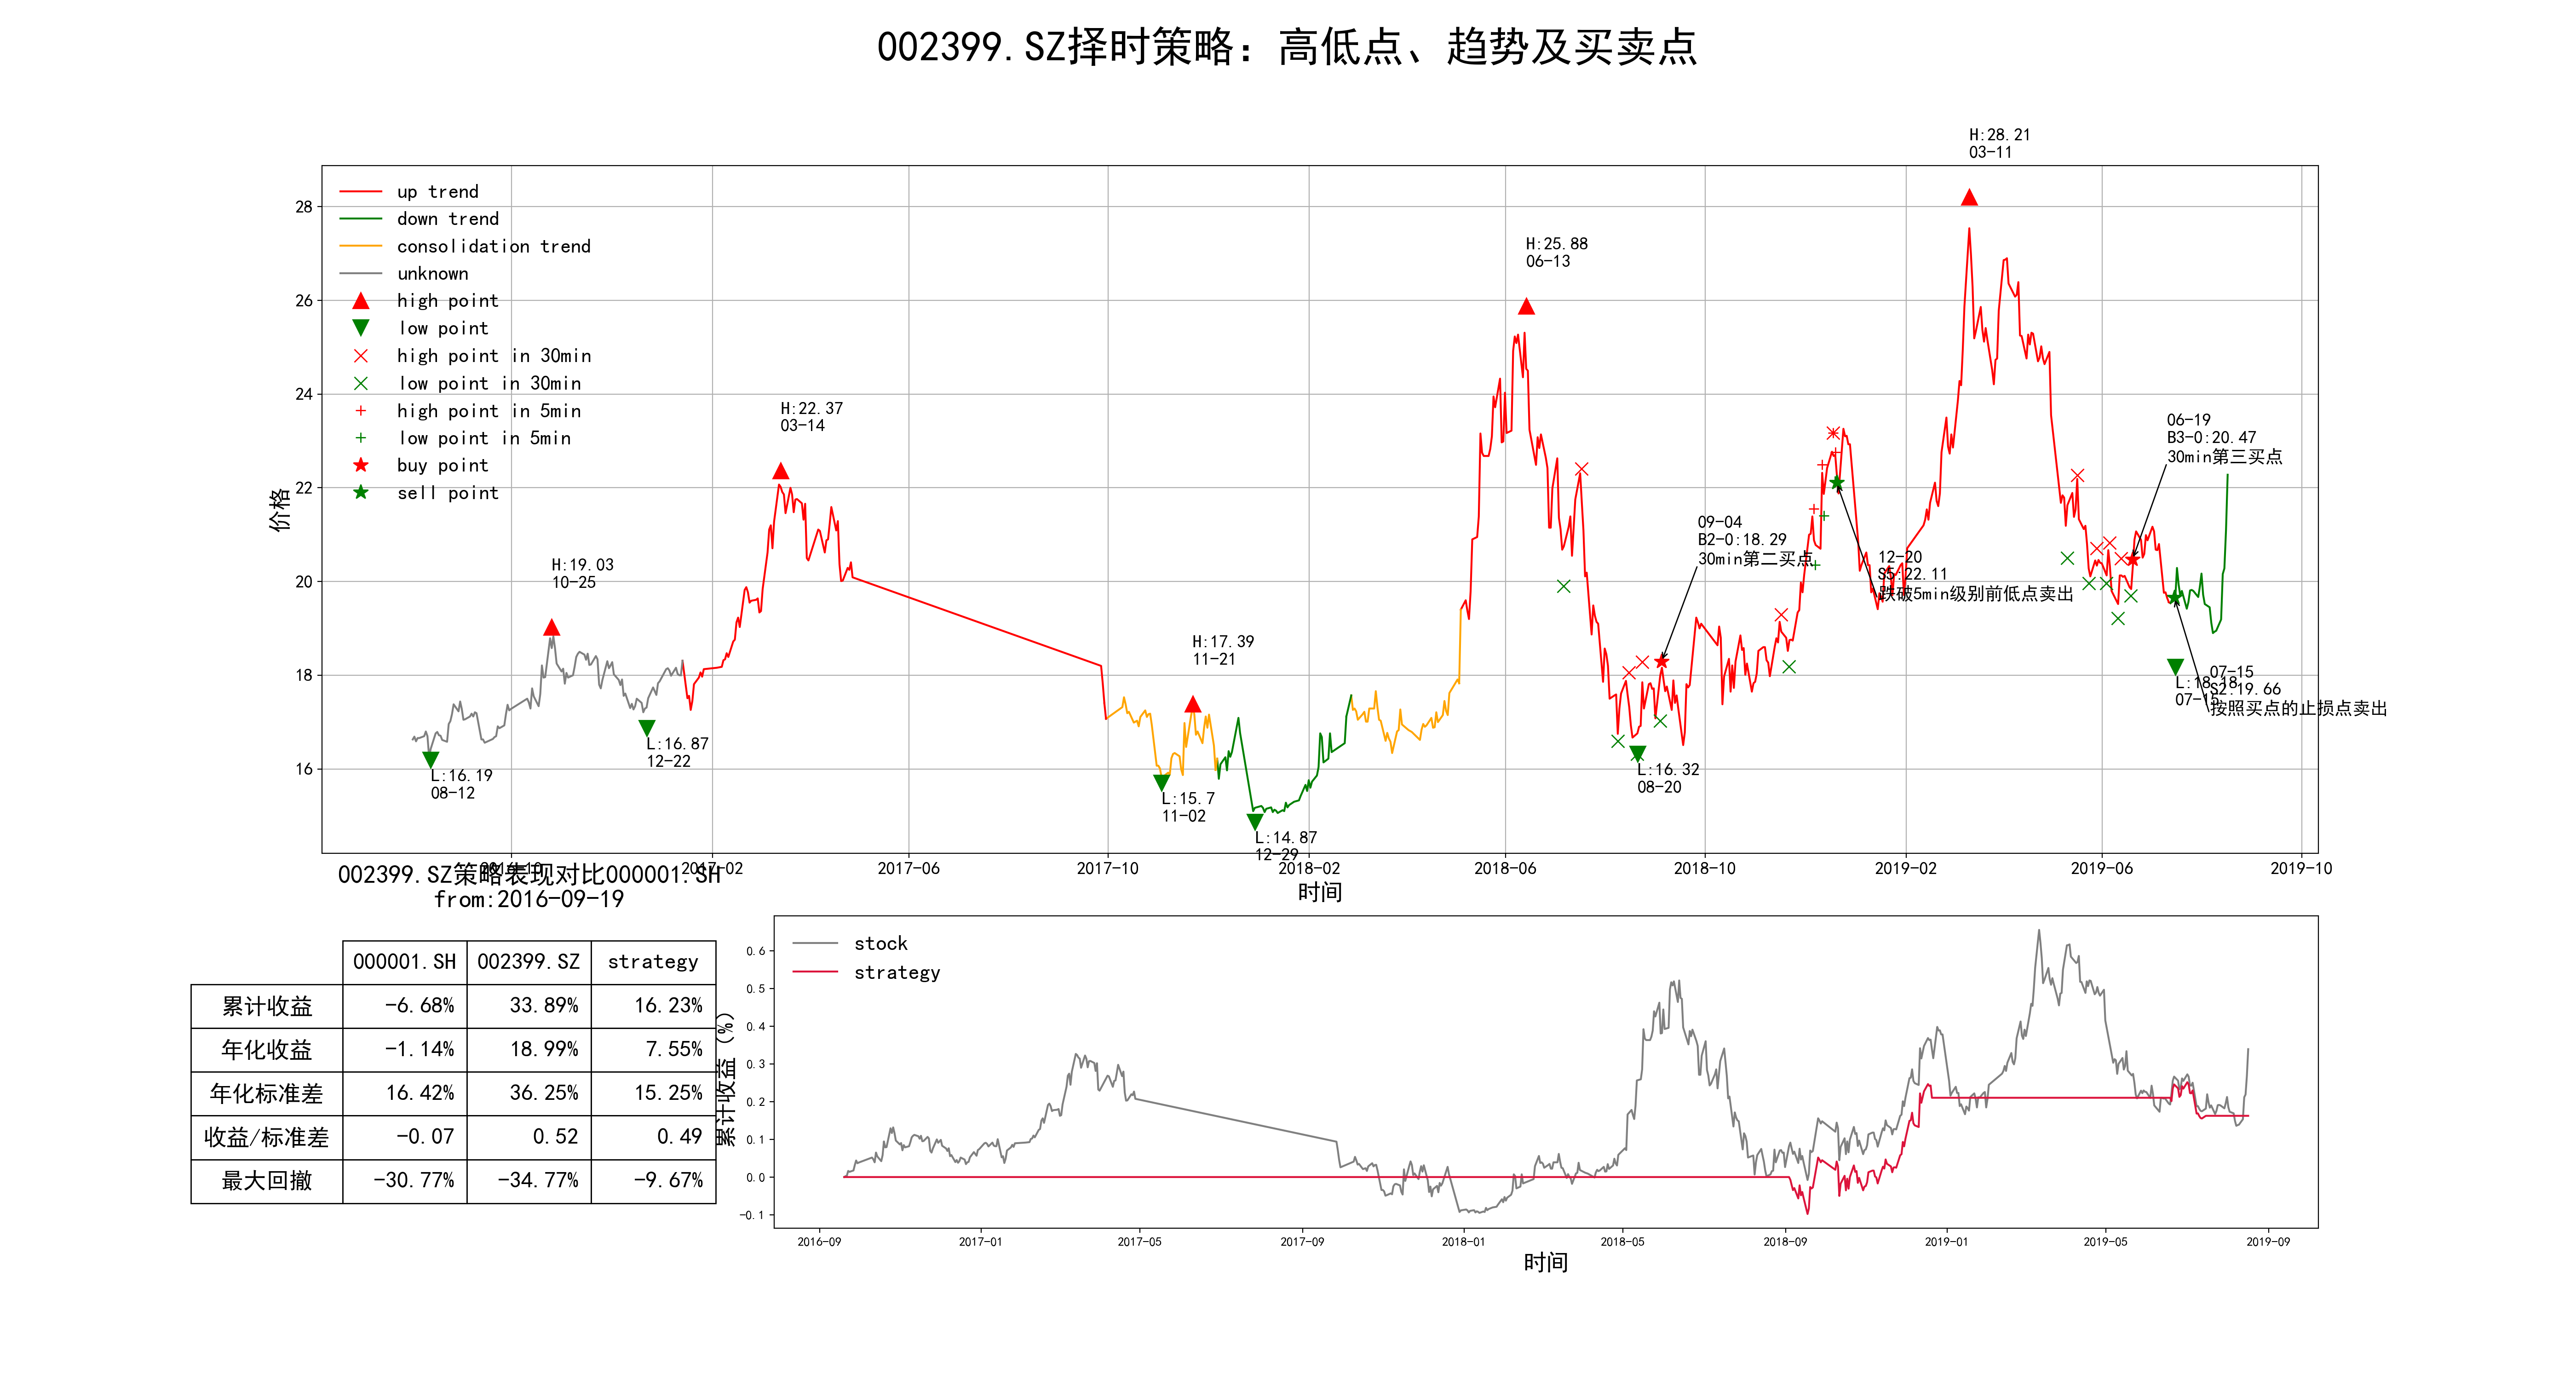 002399.SZ择时策略：高低点、趋势及买卖点
H:28.21
03-11
up trend
down trend
consolidation trend
unknown
high point
low point
high point in 30min
low point in 30min
high point in 5min
low point in 5min
buy point
sell point
H:25.88
06-13
H:22.37
03-14
H:19.03
10-25
H:17.39
11-21
L:16.19
08-12
L:16.87
12-22
L:15.7
11-02
L:14.87
12-29
L:16.32
08-20
09-04
B2-0:18.29
30min第二买点
12-20
S5:22.11
跌破5min级别前低点卖出
06-19
B3-0:20.47
30min第三买点
L:18.18
07-15
07-15
S2:19.66
按照买点的止损点卖出
价格
28
26
24
22
20
18
16
2016-10
2017-02
2017-06
2017-10
2018-02
2018-06
2018-10
2019-02
2019-06
2019-10
时间
002399.SZ策略表现对比000001.SH
from:2016-09-19
000001.SH 002399.SZ strategy
累计收益 -6.68% 33.89% 16.23%
年化收益 -1.14% 18.99% 7.55%
年化标准差 16.42% 36.25% 15.25%
收益/标准差 -0.07 0.52 0.49
最大回撤 -30.77% -34.77% -9.67%
累计收益（%）
stock
strategy
0.6
0.5
0.4
0.3
0.2
0.1
0.0
-0.1
2016-09
2017-01
2017-05
2017-09
2018-01
2018-05
2018-09
2019-01
2019-05
2019-09
时间